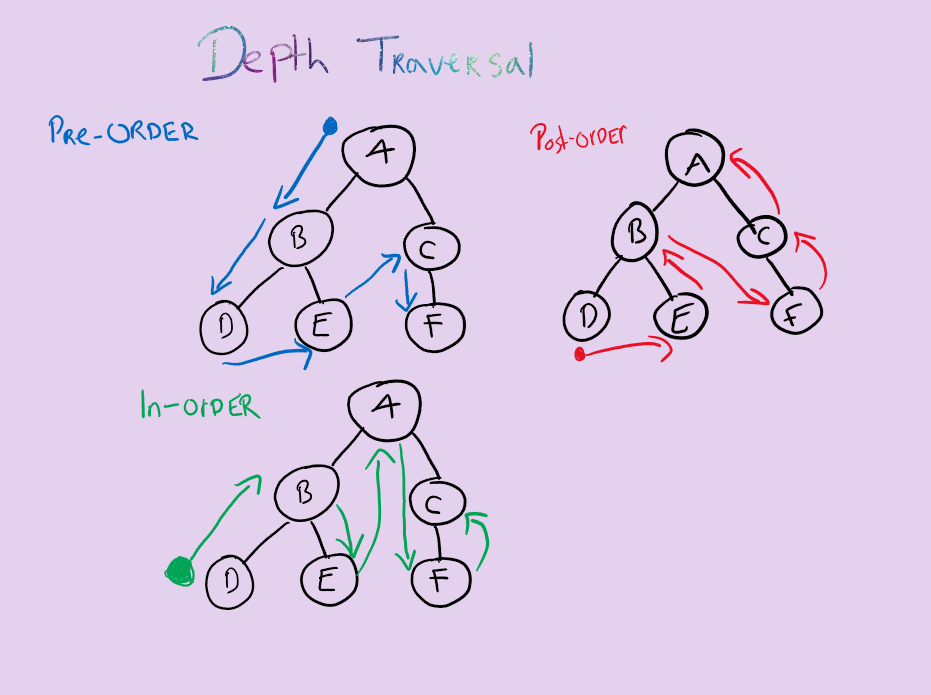 Depth Traversal
PRe-ORDER
A
B
C
D
E
F
Post-orDER
A
B
C
D
E
F
In-orDER
A
B
C
D
E
F